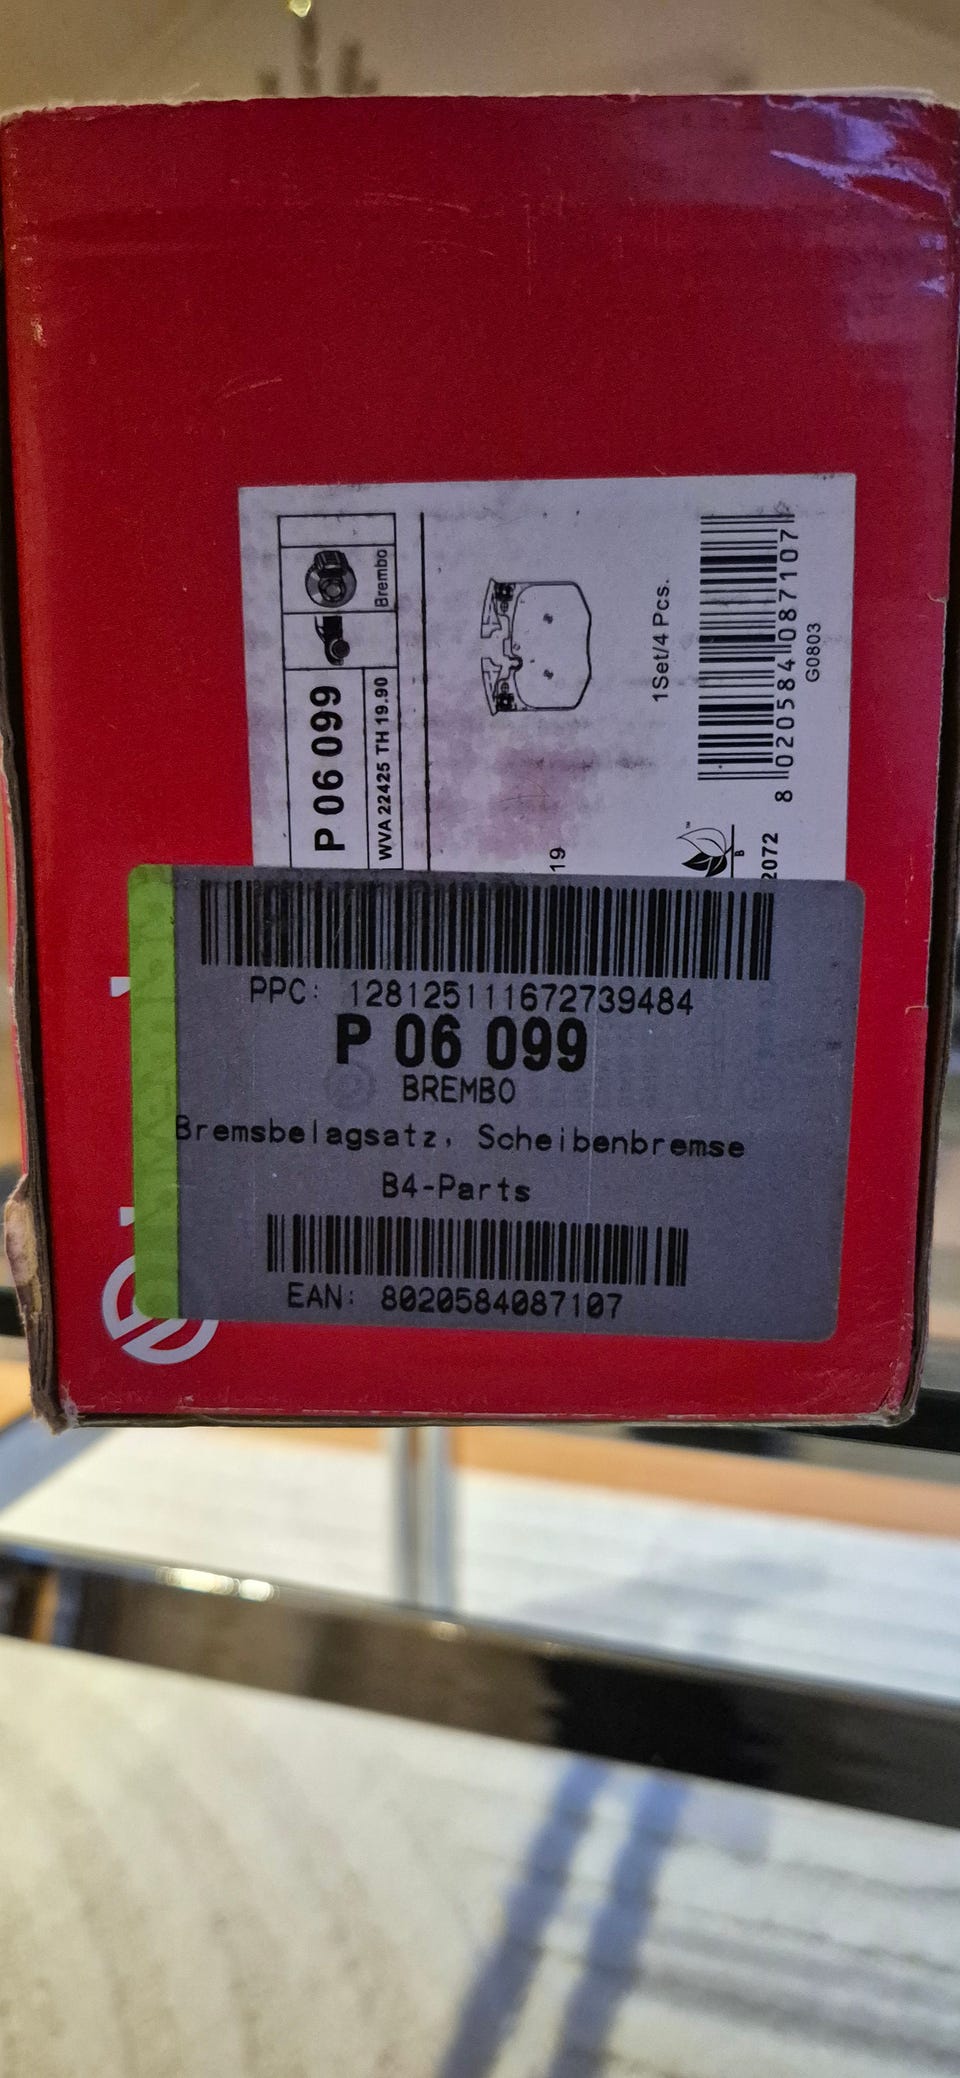 P 06 099
Brembo
WVA 22425 TH 19.90
19
1Set/4 Pcs.
8 020584 087107
G0803
B
2072
PPC: 128125111672739484
P 06 099
BREMBO
Bremsbelagsatz, Scheibenbremse
B4-Parts
EAN: 8020584087107